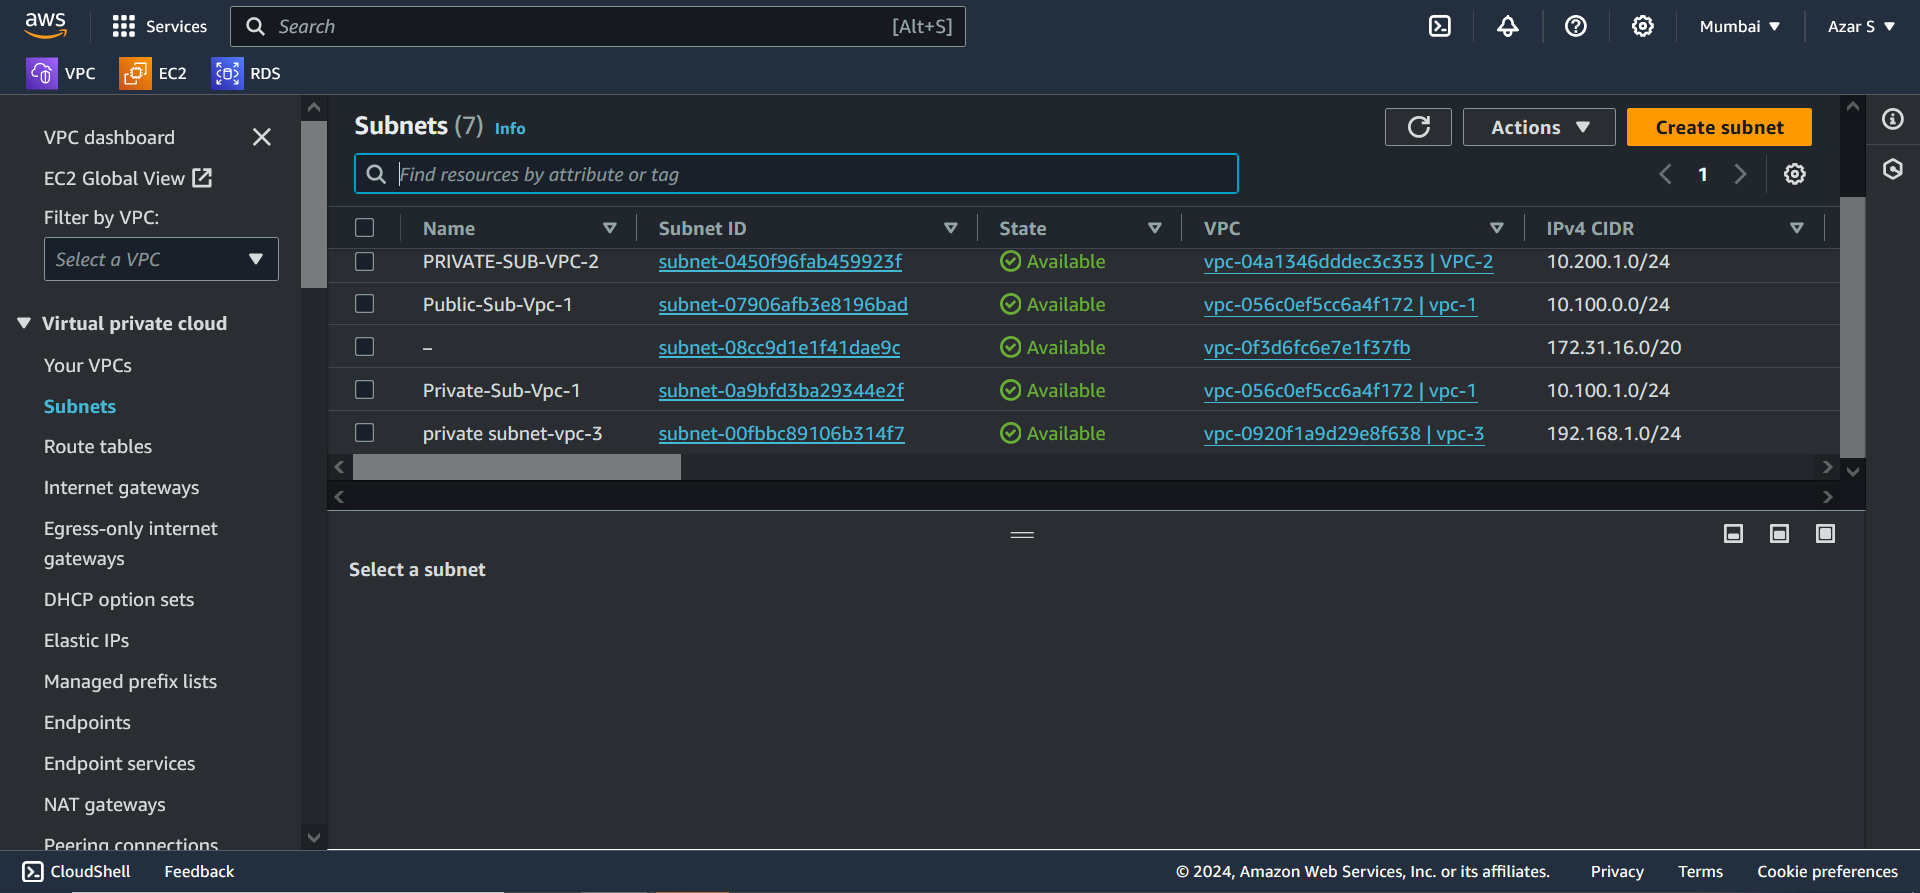 aws Services Search [Alt+S] Mumbai Azar S
VPC EC2 RDS
VPC dashboard
EC2 Global View
Filter by VPC:
Select a VPC
Virtual private cloud
Your VPCs
Subnets
Route tables
Internet gateways
Egress-only internet
gateways
DHCP option sets
Elastic IPs
Managed prefix lists
Endpoints
Endpoint services
NAT gateways
Peering connections
Subnets (7) Info Actions Create subnet
Find resources by attribute or tag 1
Name Subnet ID State VPC IPv4 CIDR
PRIVATE-SUB-VPC-2 subnet-0450f96fab459923f Available vpc-04a1346dddec3c353 | VPC-2 10.200.1.0/24
Public-Sub-Vpc-1 subnet-07906afb3e8196bad Available vpc-056c0ef5cc6a4f172 | vpc-1 10.100.0.0/24
– subnet-08cc9d1e1f41dae9c Available vpc-0f3d6fc6e7e1f37fb 172.31.16.0/20
Private-Sub-Vpc-1 subnet-0a9bfd3ba29344e2f Available vpc-056c0ef5cc6a4f172 | vpc-1 10.100.1.0/24
private subnet-vpc-3 subnet-00fbbc89106b314f7 Available vpc-0920f1a9d29e8f638 | vpc-3 192.168.1.0/24
Select a subnet
CloudShell Feedback © 2024, Amazon Web Services, Inc. or its affiliates. Privacy Terms Cookie preferences